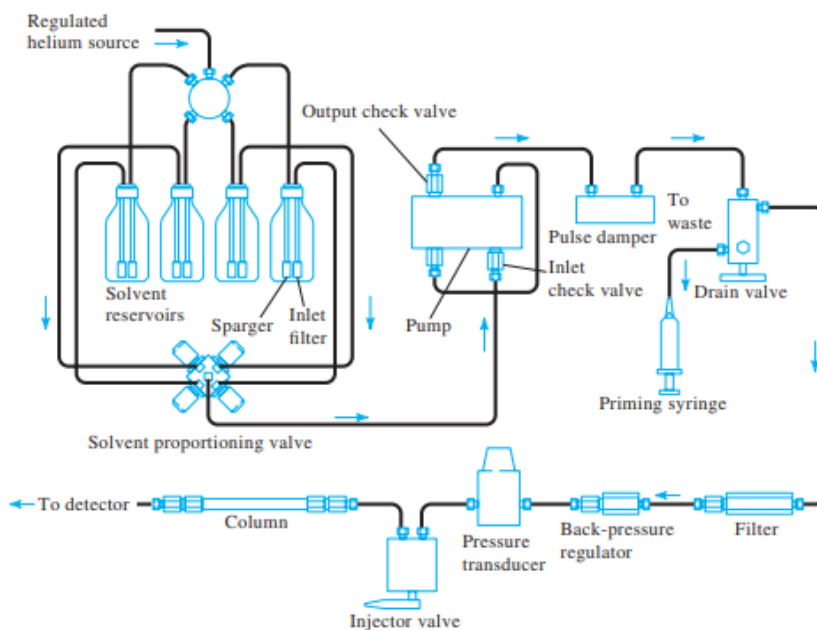 Regulated
helium source
Output check valve
To
waste
Pulse damper
Solvent
reservoirs
Sparger
Inlet
filter
Pump
Inlet
check valve
Drain valve
Priming syringe
Solvent proportioning valve
To detector
Column
Pressure
transducer
Back-pressure
regulator
Filter
Injector valve